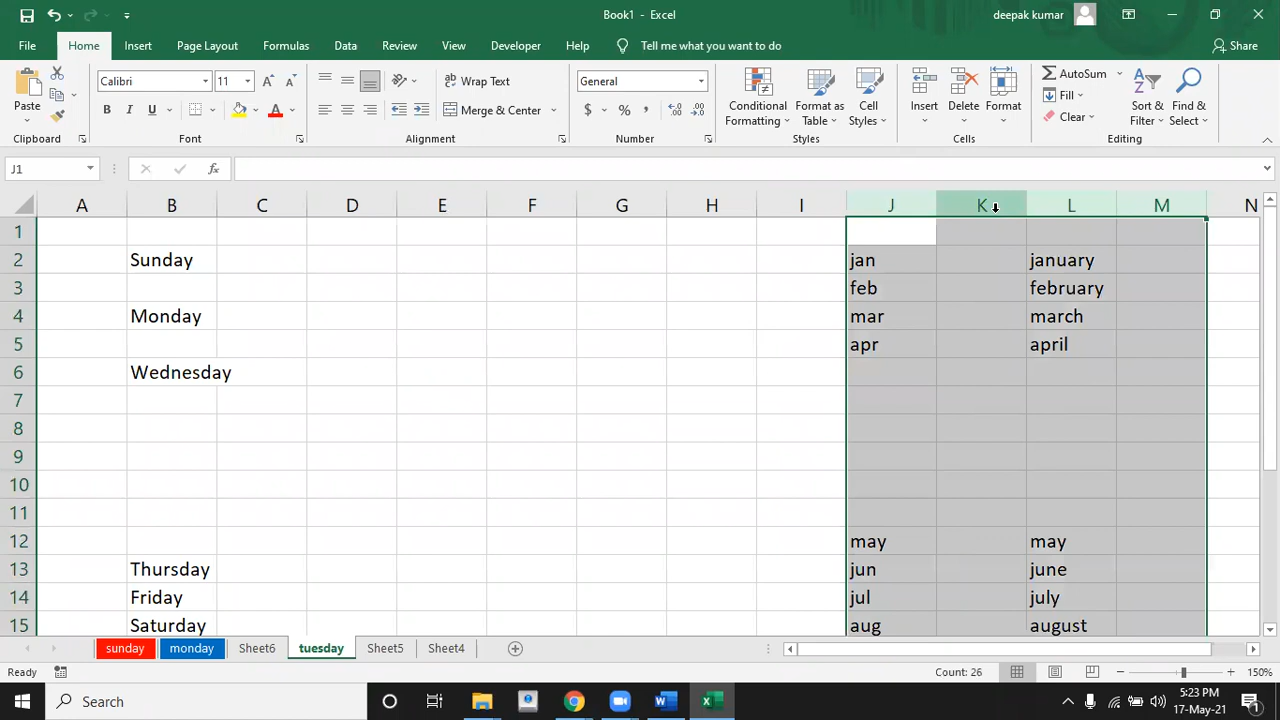 Book1 - Excel
deepak kumar
File Home Insert Page Layout Formulas Data Review View Developer Help Tell me what you want to do Share
Paste
Calibri 11 A A
B I U A
Wrap Text
Merge & Center
General
$ % ,
Conditional Formatting
Format as Table
Cell Styles
Insert Delete Format
AutoSum
Fill
Clear
Sort & Filter
Find & Select
Clipboard Font Alignment Number Styles Cells Editing
J1 fx
A B C D E F G H I J K L M N
1
2 Sunday jan january
3 feb february
4 Monday mar march
5 apr april
6 Wednesday
7
8
9
10
11
12 may may
13 Thursday jun june
14 Friday jul july
15 Saturday aug august
sunday monday Sheet6 tuesday Sheet5 Sheet4
Ready Count: 26 150%
Search
5:23 PM
17-May-21